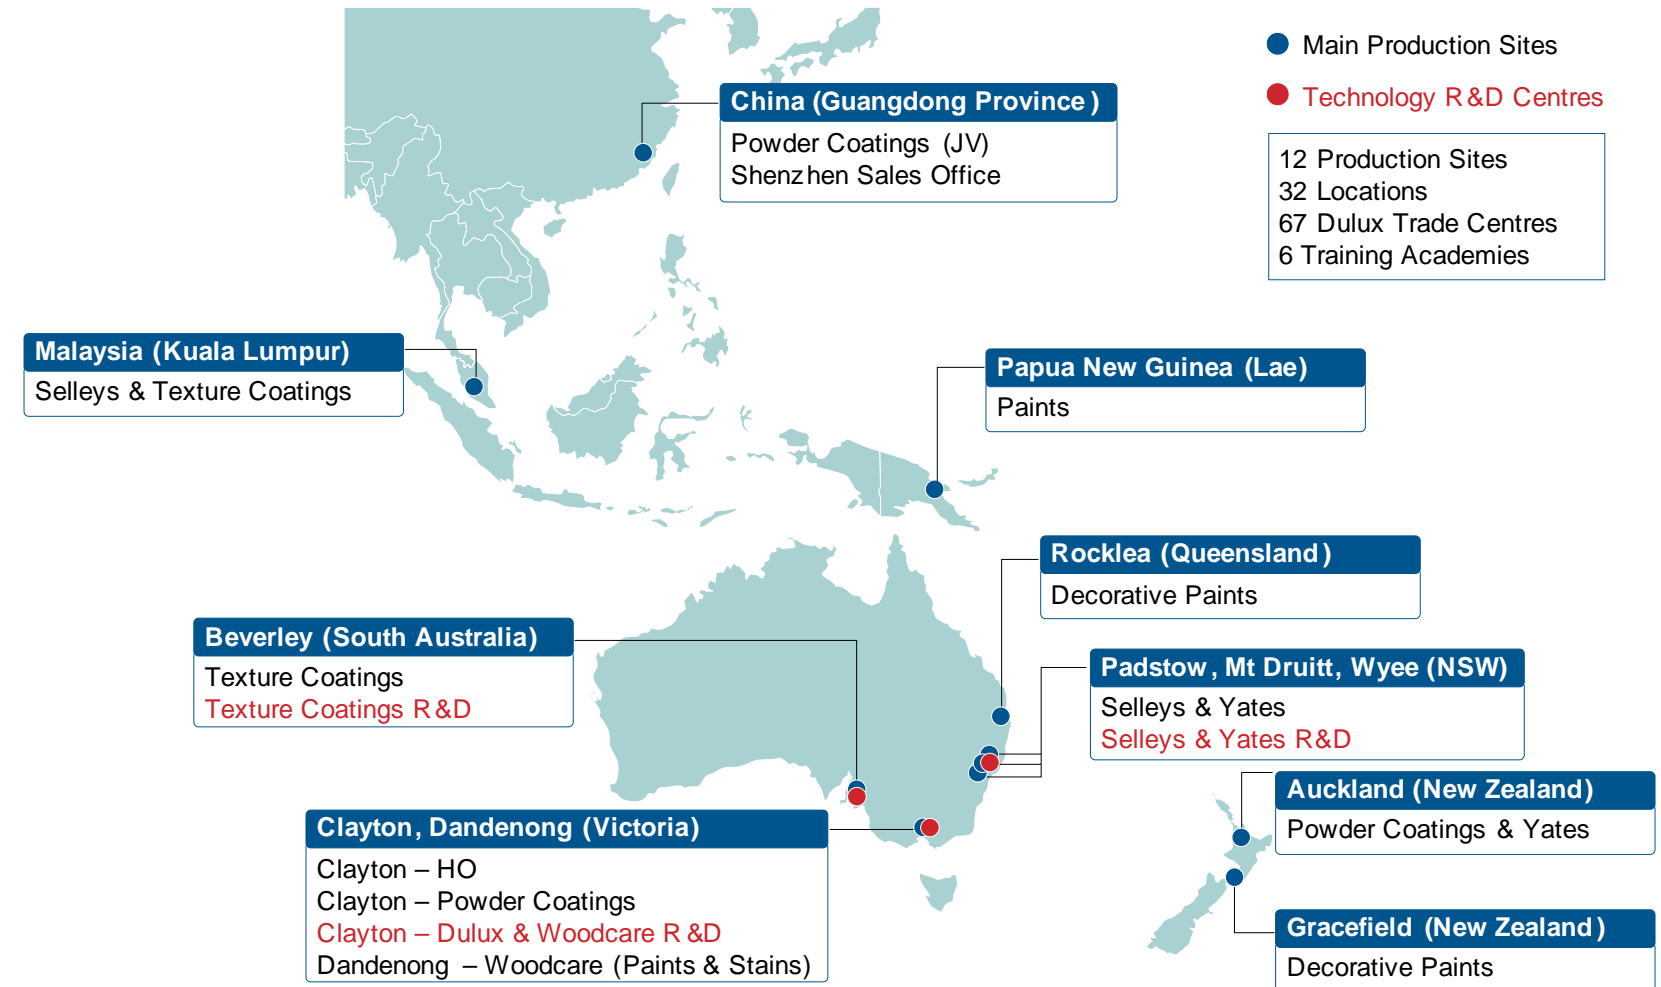 Main Production Sites
Technology R&D Centres
12 Production Sites
32 Locations
67 Dulux Trade Centres
6 Training Academies
China (Guangdong Province)
Powder Coatings (JV)
Shenzhen Sales Office
Malaysia (Kuala Lumpur)
Selleys & Texture Coatings
Papua New Guinea (Lae)
Paints
Rocklea (Queensland)
Decorative Paints
Beverley (South Australia)
Texture Coatings
Texture Coatings R&D
Padstow, Mt Druitt, Wyee (NSW)
Selleys & Yates
Selleys & Yates R&D
Auckland (New Zealand)
Powder Coatings & Yates
Clayton, Dandenong (Victoria)
Clayton – HO
Clayton – Powder Coatings
Clayton – Dulux & Woodcare R&D
Dandenong – Woodcare (Paints & Stains)
Gracefield (New Zealand)
Decorative Paints